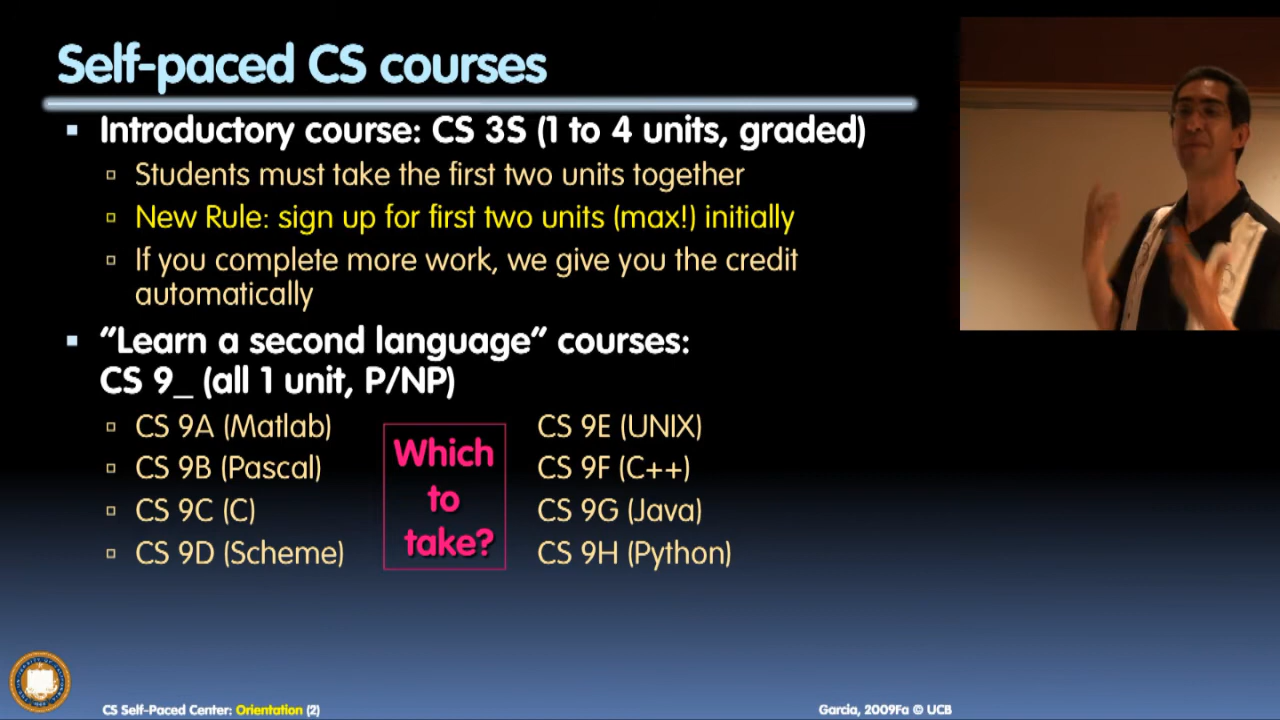 Self-paced CS courses
Introductory course: CS 3S (1 to 4 units, graded)
Students must take the first two units together
New Rule: sign up for first two units (max!) initially
If you complete more work, we give you the credit
automatically
"Learn a second language" courses:
CS 9_ (all 1 unit, P/NP)
CS 9A (Matlab)
CS 9B (Pascal)
CS 9C (C)
CS 9D (Scheme)
Which
to
take?
CS 9E (UNIX)
CS 9F (C++)
CS 9G (Java)
CS 9H (Python)
CS Self-Paced Center: Orientation (2)
Garcia, 2009Fa © UCB